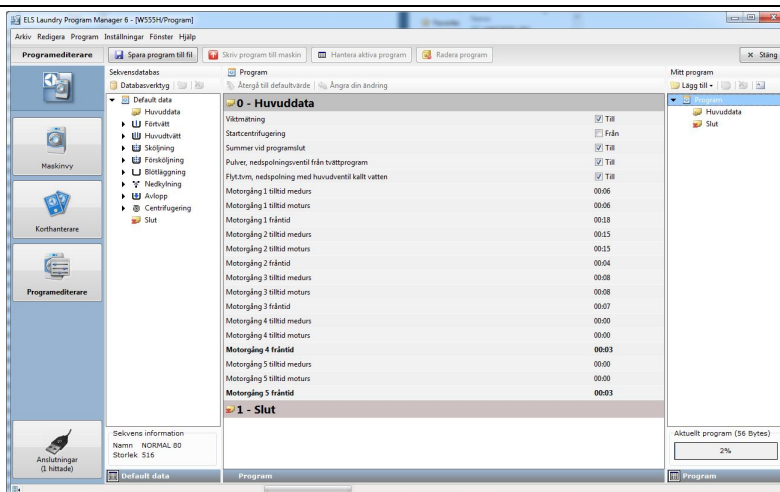 ELS Laundry Program Manager 6 - [W555H/Program]
Arkiv Redigera Program Inställningar Fönster Hjälp
Programediterare
Spara program till fil
Skriv program till maskin
Hantera aktiva program
Radera program
Stäng
Maskinvy
Korthanterare
Programediterare
Anslutningar
(1 hittade)
Sekvensdatabas
Databasverktyg
Default data
Huvuddata
Förtvätt
Huvudtvätt
Sköljning
Försköljning
Blötläggning
Nedkylning
Avlopp
Centrifugering
Slut
Sekvens information
Namn NORMAL 80
Storlek 516
Default data
Program
Återgå till defaultvärde
Ångra din ändring
0 - Huvuddata
Viktmätning Till
Startcentrifugering Från
Summer vid programslut Till
Pulver, nedspolningsventil från tvättprogram Till
Flyt.tvm, nedspolning med huvudventil kallt vatten Till
Motorgång 1 tilltid medurs 00:06
Motorgång 1 tilltid moturs 00:06
Motorgång 1 fråntid 00:18
Motorgång 2 tilltid medurs 00:15
Motorgång 2 tilltid moturs 00:15
Motorgång 2 fråntid 00:04
Motorgång 3 tilltid medurs 00:08
Motorgång 3 tilltid moturs 00:08
Motorgång 3 fråntid 00:07
Motorgång 4 tilltid medurs 00:00
Motorgång 4 tilltid moturs 00:00
Motorgång 4 fråntid 00:03
Motorgång 5 tilltid medurs 00:00
Motorgång 5 tilltid moturs 00:00
Motorgång 5 fråntid 00:03
1 - Slut
Program
Mitt program
Lägg till
Program
Huvuddata
Slut
Aktuellt program (56 Bytes)
2%
Program